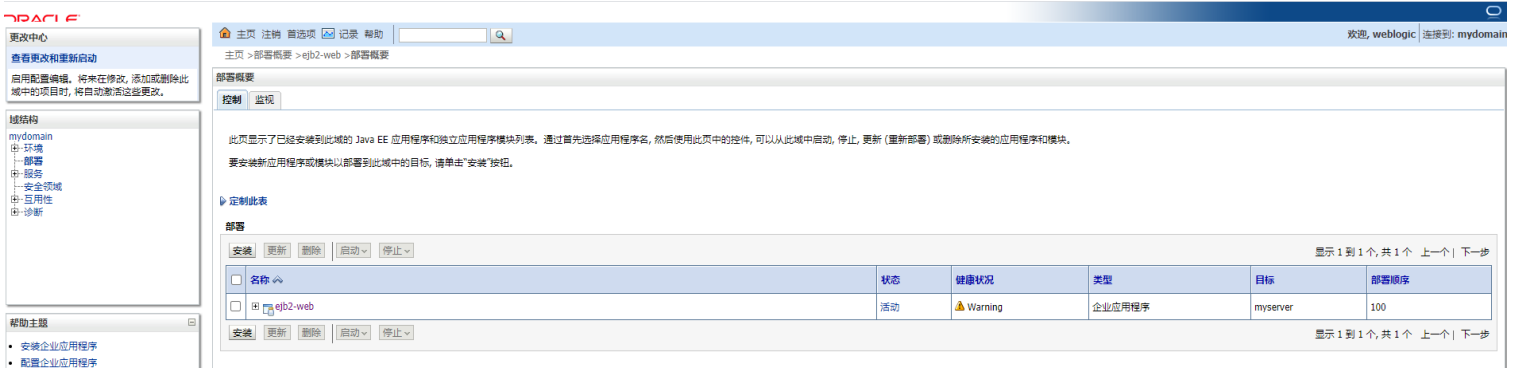 ORACLE
更改中心
查看更改和重新启动
启用配置编辑。将来在修改, 添加或删除此
域中的项目时, 将自动激活这些更改。
域结构
mydomain
环境
部署
服务
安全领域
互用性
诊断
帮助主题
安装企业应用程序
配置企业应用程序
主页 注销 首选项 记录 帮助
欢迎, weblogic 连接到: mydomain
主页 >部署概要 >ejb2-web >部署概要
部署概要
控制 监视
此页显示了已经安装到此域的 Java EE 应用程序和独立应用程序模块列表。通过首先选择应用程序名, 然后使用此页中的控件, 可以从此域中启动, 停止, 更新 (重新部署) 或删除所安装的应用程序和模块。
要安装新应用程序或模块以部署到此域中的目标, 请单击"安装"按钮。
定制此表
部署
安装 更新 删除 启动 停止 显示 1 到 1 个, 共 1 个 上一个 | 下一步
名称 状态 健康状况 类型 目标 部署顺序
ejb2-web 活动 Warning 企业应用程序 myserver 100
安装 更新 删除 启动 停止 显示 1 到 1 个, 共 1 个 上一个 | 下一步